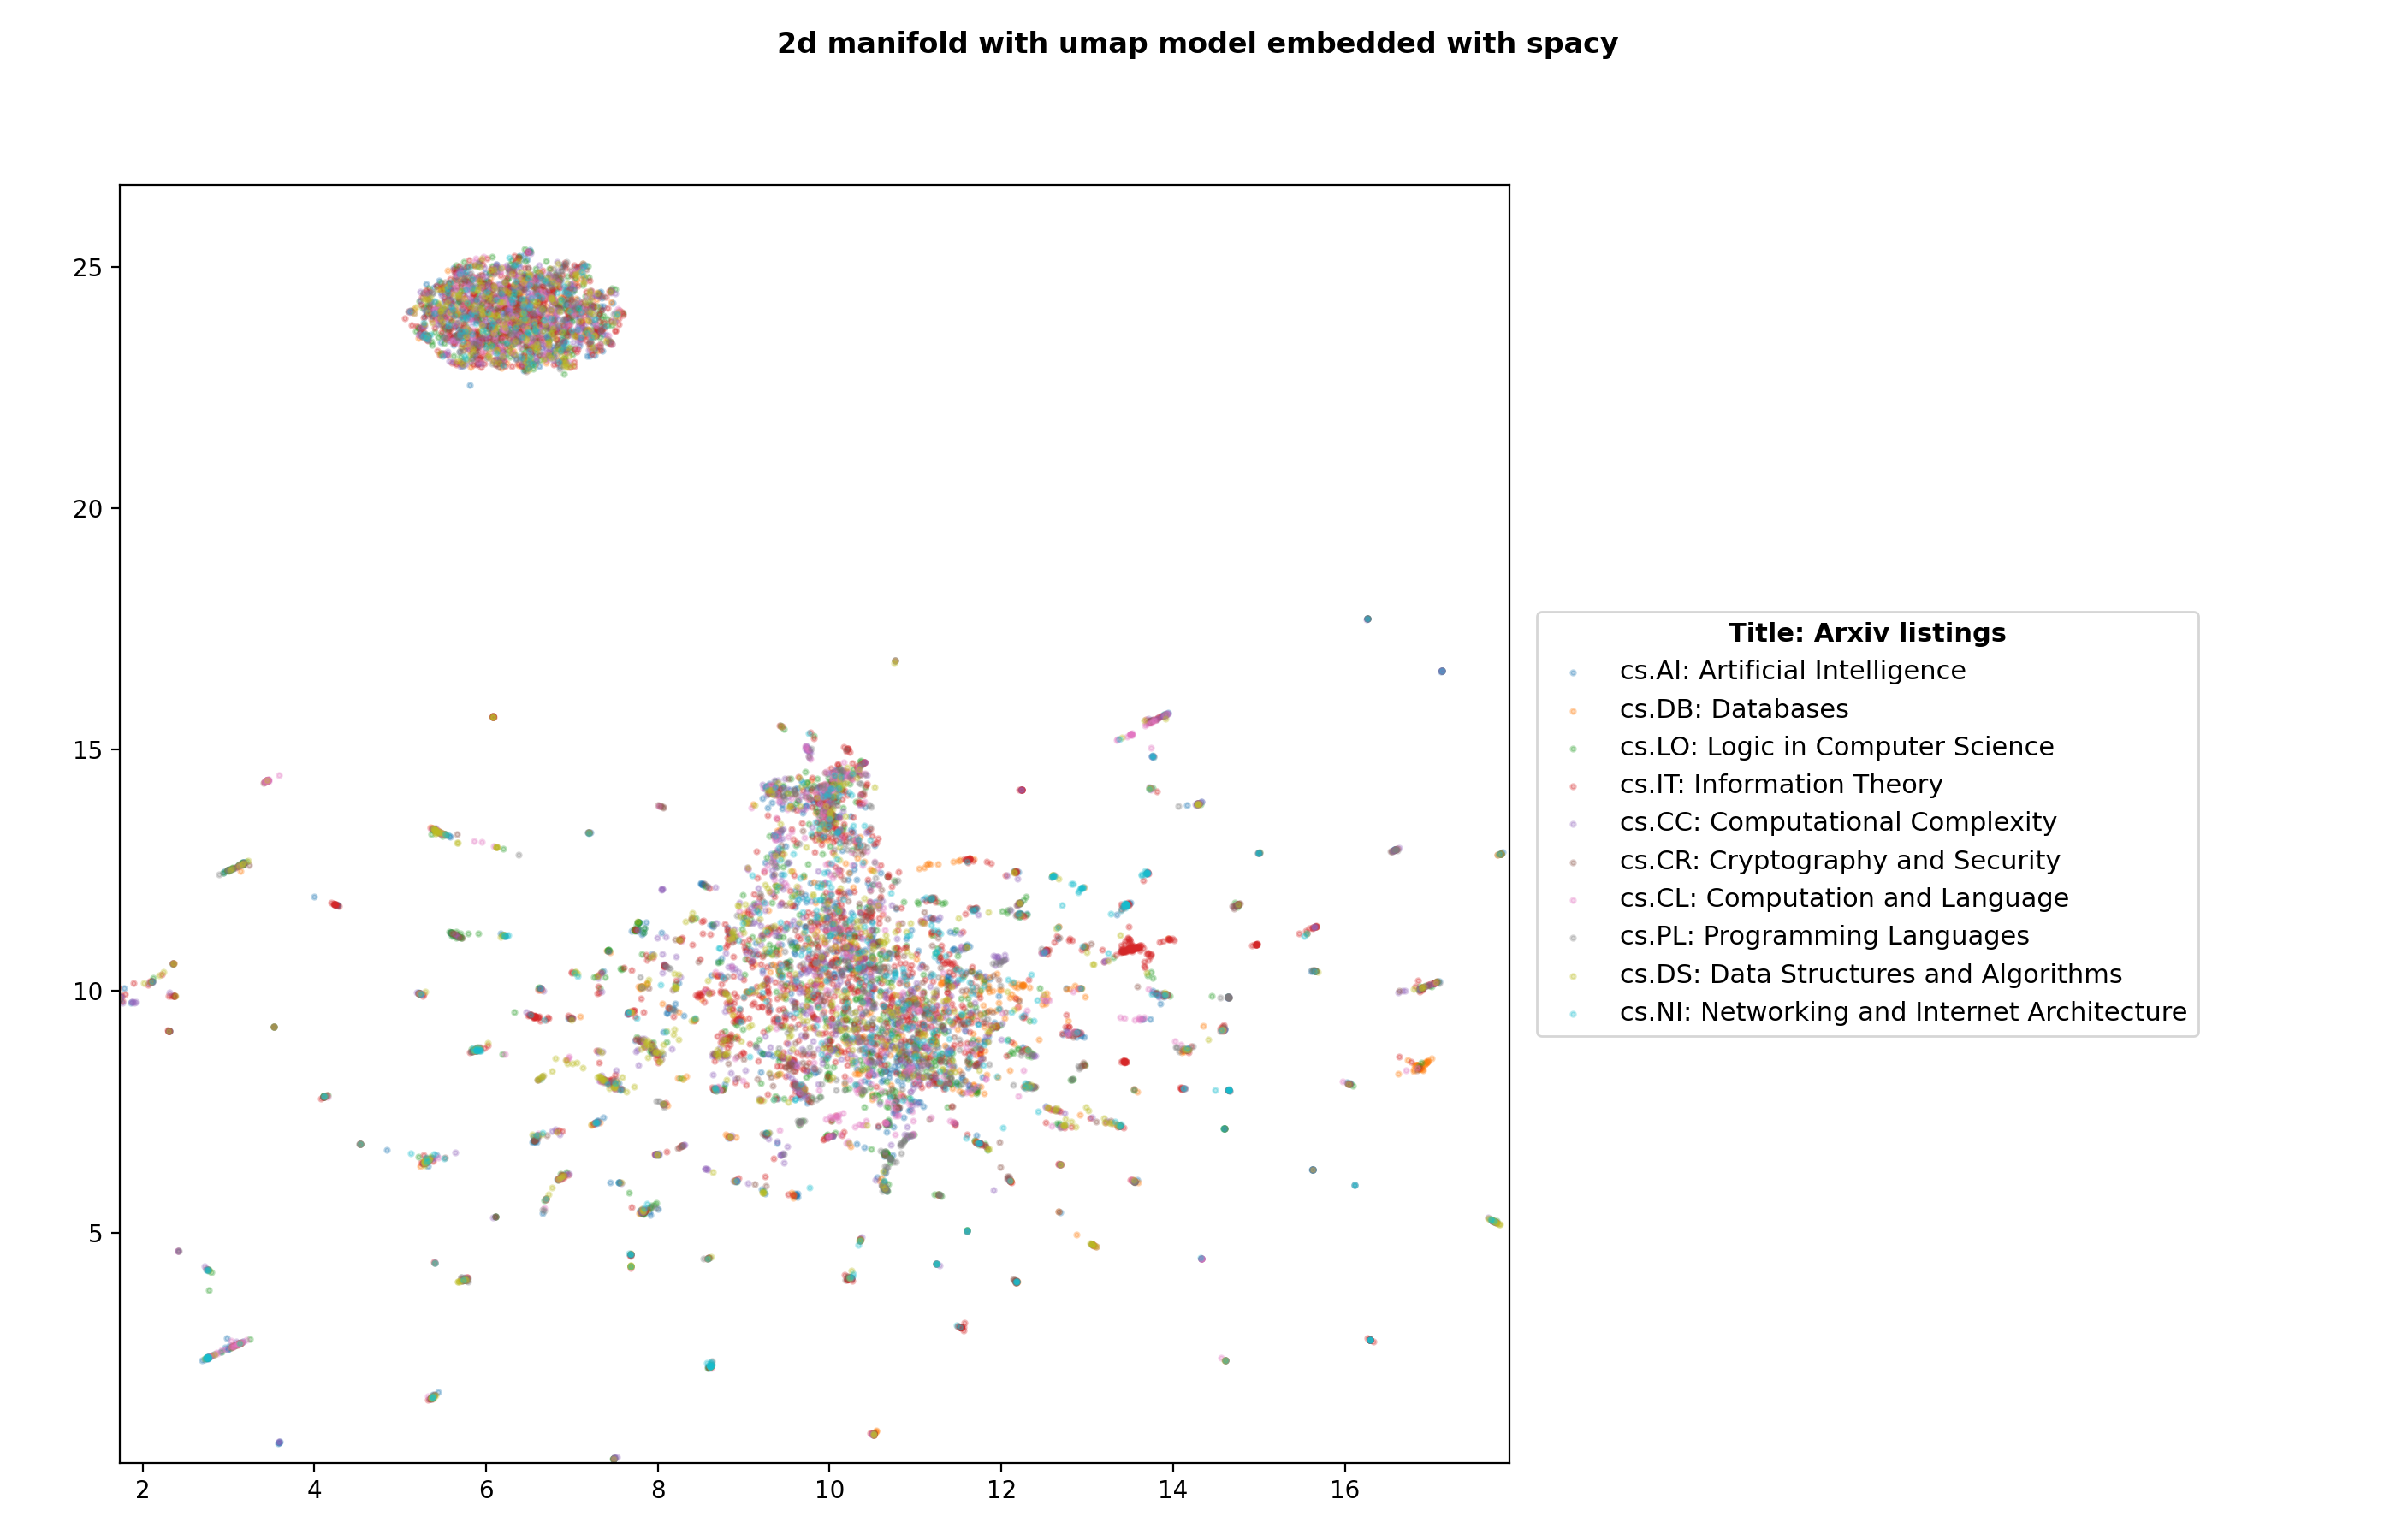 2d manifold with umap model embedded with spacy
25
20
15
10
5
2 4 6 8 10 12 14 16
Title: Arxiv listings
cs.AI: Artificial Intelligence
cs.DB: Databases
cs.LO: Logic in Computer Science
cs.IT: Information Theory
cs.CC: Computational Complexity
cs.CR: Cryptography and Security
cs.CL: Computation and Language
cs.PL: Programming Languages
cs.DS: Data Structures and Algorithms
cs.NI: Networking and Internet Architecture